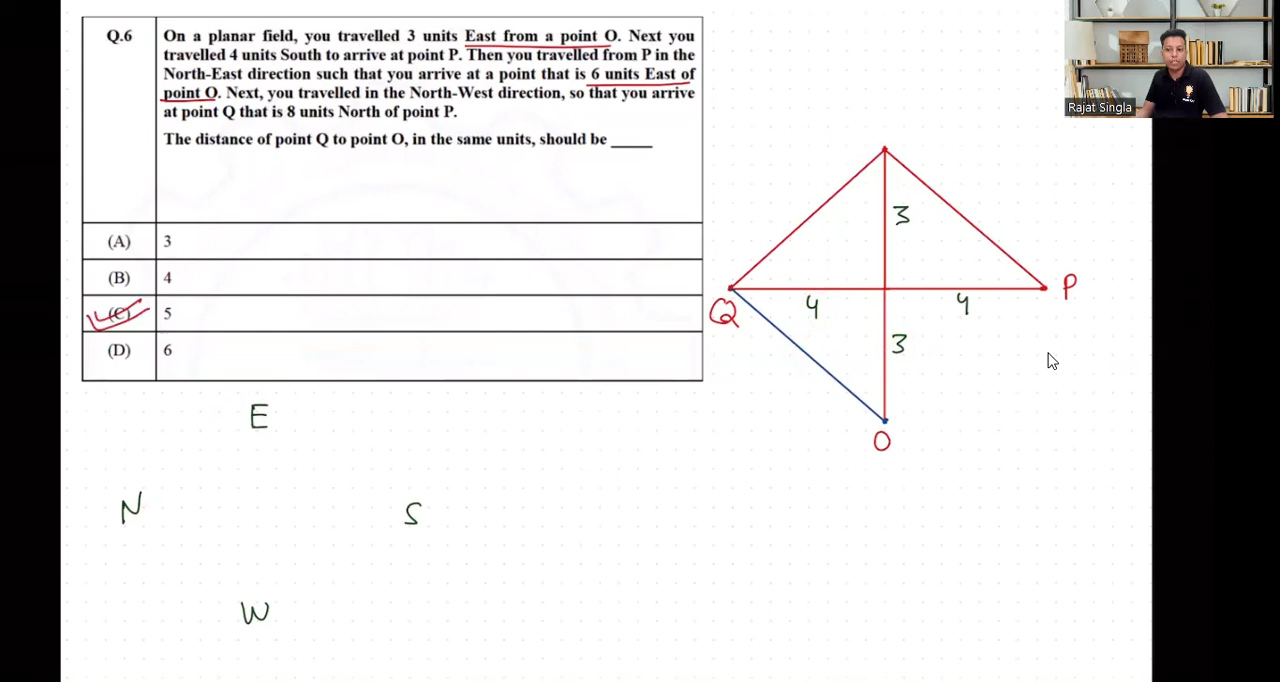 Q.6
On a planar field, you travelled 3 units East from a point O. Next you
travelled 4 units South to arrive at point P. Then you travelled from P in the
North-East direction such that you arrive at a point that is 6 units East of
point O. Next, you travelled in the North-West direction, so that you arrive
at point Q that is 8 units North of point P.
The distance of point Q to point O, in the same units, should be _____
(A) 3
(B) 4
(C) 5
(D) 6
E
N
S
W
3
Q
4
4
P
3
O
Rajat Singla